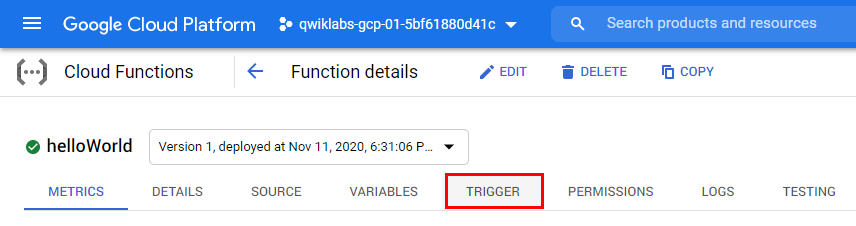 Google Cloud Platform qwiklabs-gcp-01-5bf61880d41c Search products and resources
Cloud Functions Function details EDIT DELETE COPY
helloWorld Version 1, deployed at Nov 11, 2020, 6:31:06 P...
METRICS DETAILS SOURCE VARIABLES TRIGGER PERMISSIONS LOGS TESTING